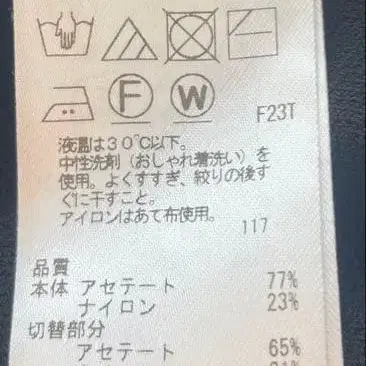 F W F23T
液温は30℃以下。
中性洗剤（おしゃれ着洗い）を
使用。よくすすぎ、絞りの後す
ぐに干すこと。
アイロンはあて布使用。
117
品質
本体 アセテート 77%
ナイロン 23%
切替部分
アセテート 65%